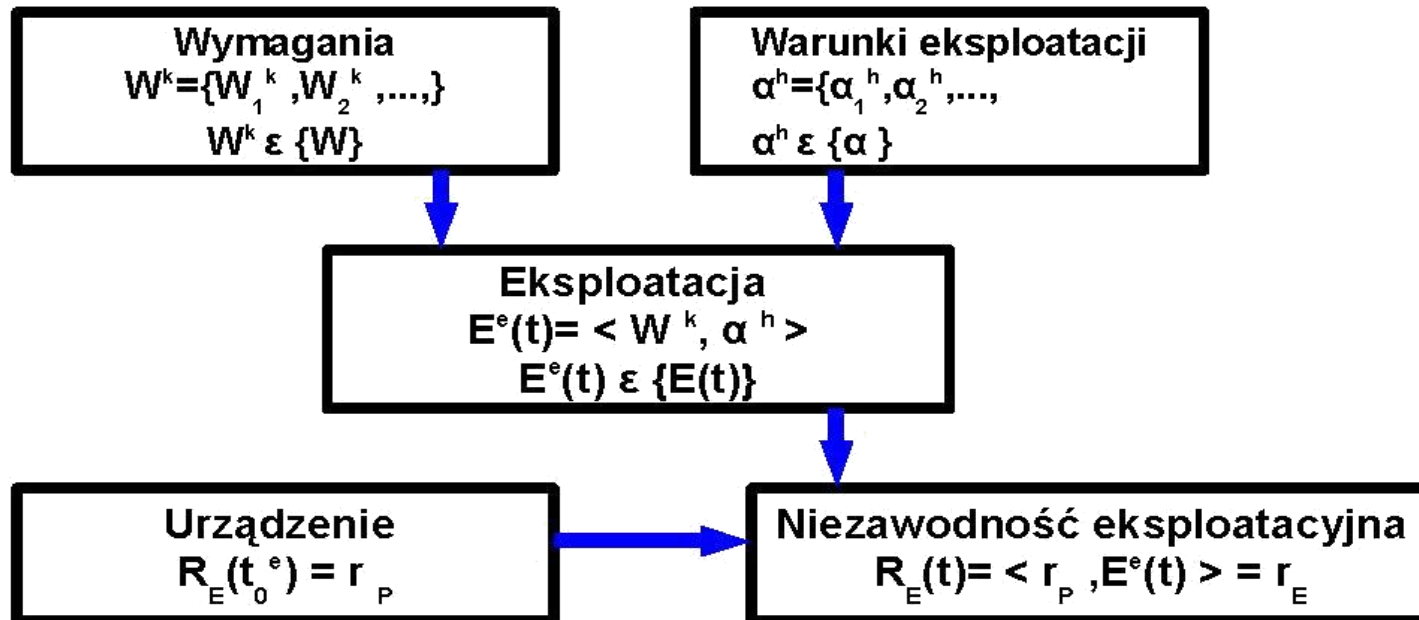 Wymagania
Wᵏ={W₁ᵏ ,W₂ᵏ ,...,}
Wᵏ ε {W}
Warunki eksploatacji
αʰ={α₁ʰ,α₂ʰ,...,
αʰ ε {α }
Eksploatacja
Eᵉ(t)= < W ᵏ, α ʰ >
Eᵉ(t) ε {E(t)}
Urządzenie
R_E(t₀ᵉ) = r_P
Niezawodność eksploatacyjna
R_E(t)= < r_P ,Eᵉ(t) > = r_E